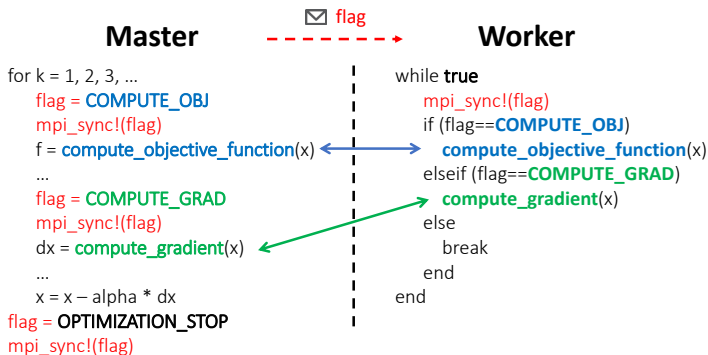 flag
Master
Worker
for k = 1, 2, 3, …
flag = COMPUTE_OBJ
mpi_sync!(flag)
f = compute_objective_function(x)
…
flag = COMPUTE_GRAD
mpi_sync!(flag)
dx = compute_gradient(x)
…
x = x – alpha * dx
flag = OPTIMIZATION_STOP
mpi_sync!(flag)
while true
mpi_sync!(flag)
if (flag==COMPUTE_OBJ)
compute_objective_function(x)
elseif (flag==COMPUTE_GRAD)
compute_gradient(x)
else
break
end
end